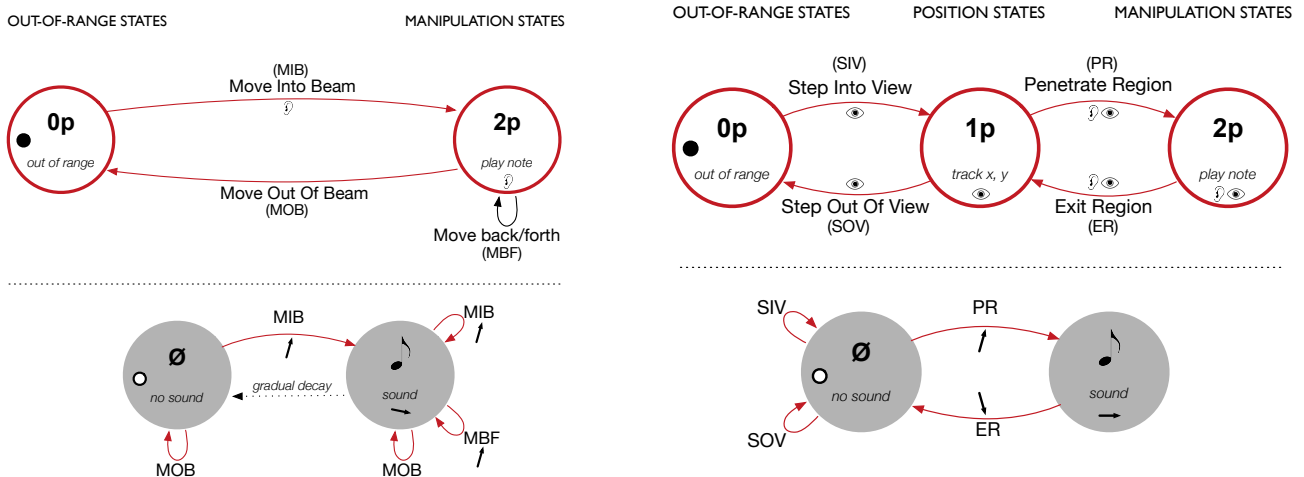 OUT-OF-RANGE STATES
MANIPULATION STATES
(MIB)
Move Into Beam
0p
out of range
2p
play note
Move Out Of Beam
(MOB)
Move back/forth
(MBF)
MIB
MIB
Ø
no sound
gradual decay
sound
MOB
MOB
MBF
OUT-OF-RANGE STATES
POSITION STATES
MANIPULATION STATES
(SIV)
Step Into View
(PR)
Penetrate Region
0p
out of range
1p
track x, y
2p
play note
Step Out Of View
(SOV)
Exit Region
(ER)
SIV
PR
Ø
no sound
sound
SOV
ER